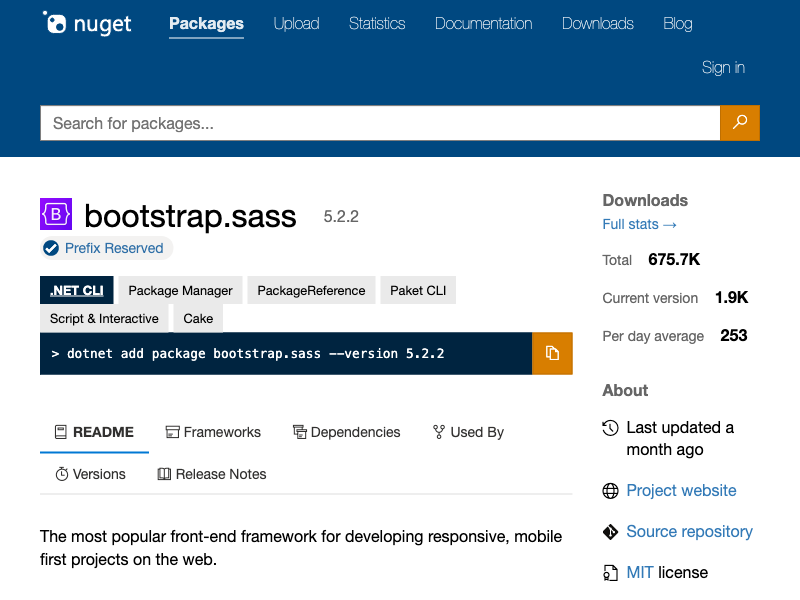 nuget
Packages
Upload
Statistics
Documentation
Downloads
Blog
Sign in
Search for packages...
B
bootstrap.sass 5.2.2
Prefix Reserved
.NET CLI
Package Manager
PackageReference
Paket CLI
Script & Interactive
Cake
> dotnet add package bootstrap.sass --version 5.2.2
README
Frameworks
Dependencies
Used By
Versions
Release Notes
The most popular front-end framework for developing responsive, mobile
first projects on the web.
Downloads
Full stats →
Total 675.7K
Current version 1.9K
Per day average 253
About
Last updated a
month ago
Project website
Source repository
MIT license